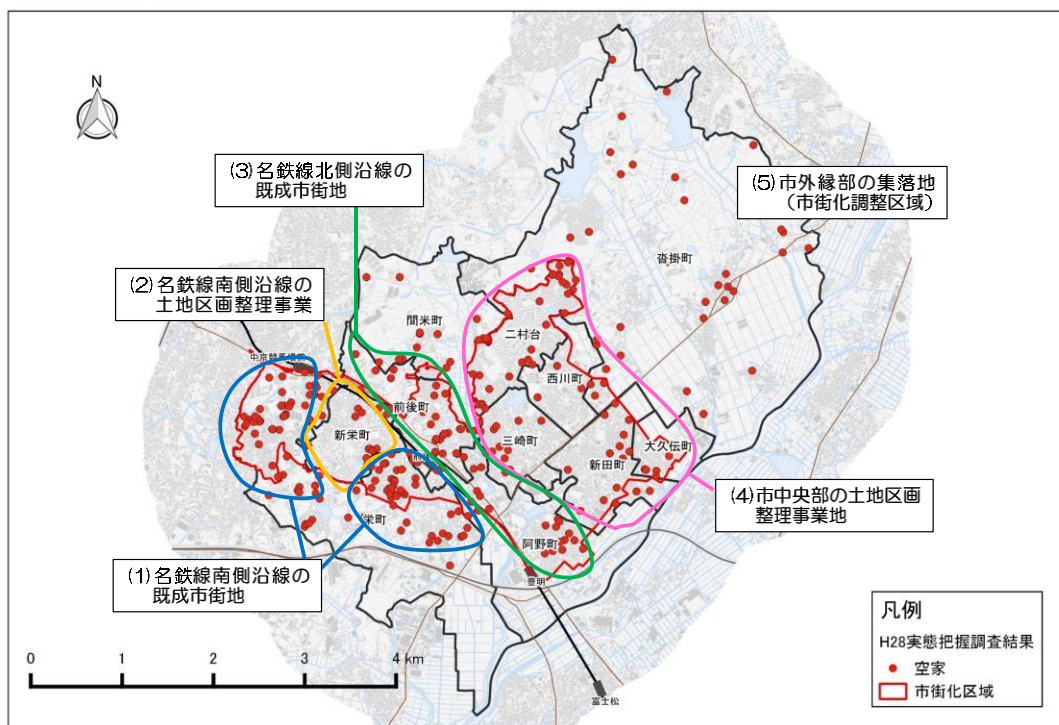 N
(3)名鉄線北側沿線の
既成市街地
(5)市外縁部の集落地
(市街化調整区域)
沓掛町
(2)名鉄線南側沿線の
土地区画整理事業
間米町
二村台
中京競馬場前
西川町
前後町
新栄町
三崎町
大久伝町
新田町
(4)市中央部の土地区画
整理事業地
栄町
阿野町
(1)名鉄線南側沿線の
既成市街地
豊明
凡例
H28実態把握調査結果
空家
市街化区域
0 1 2 4 km
富士松